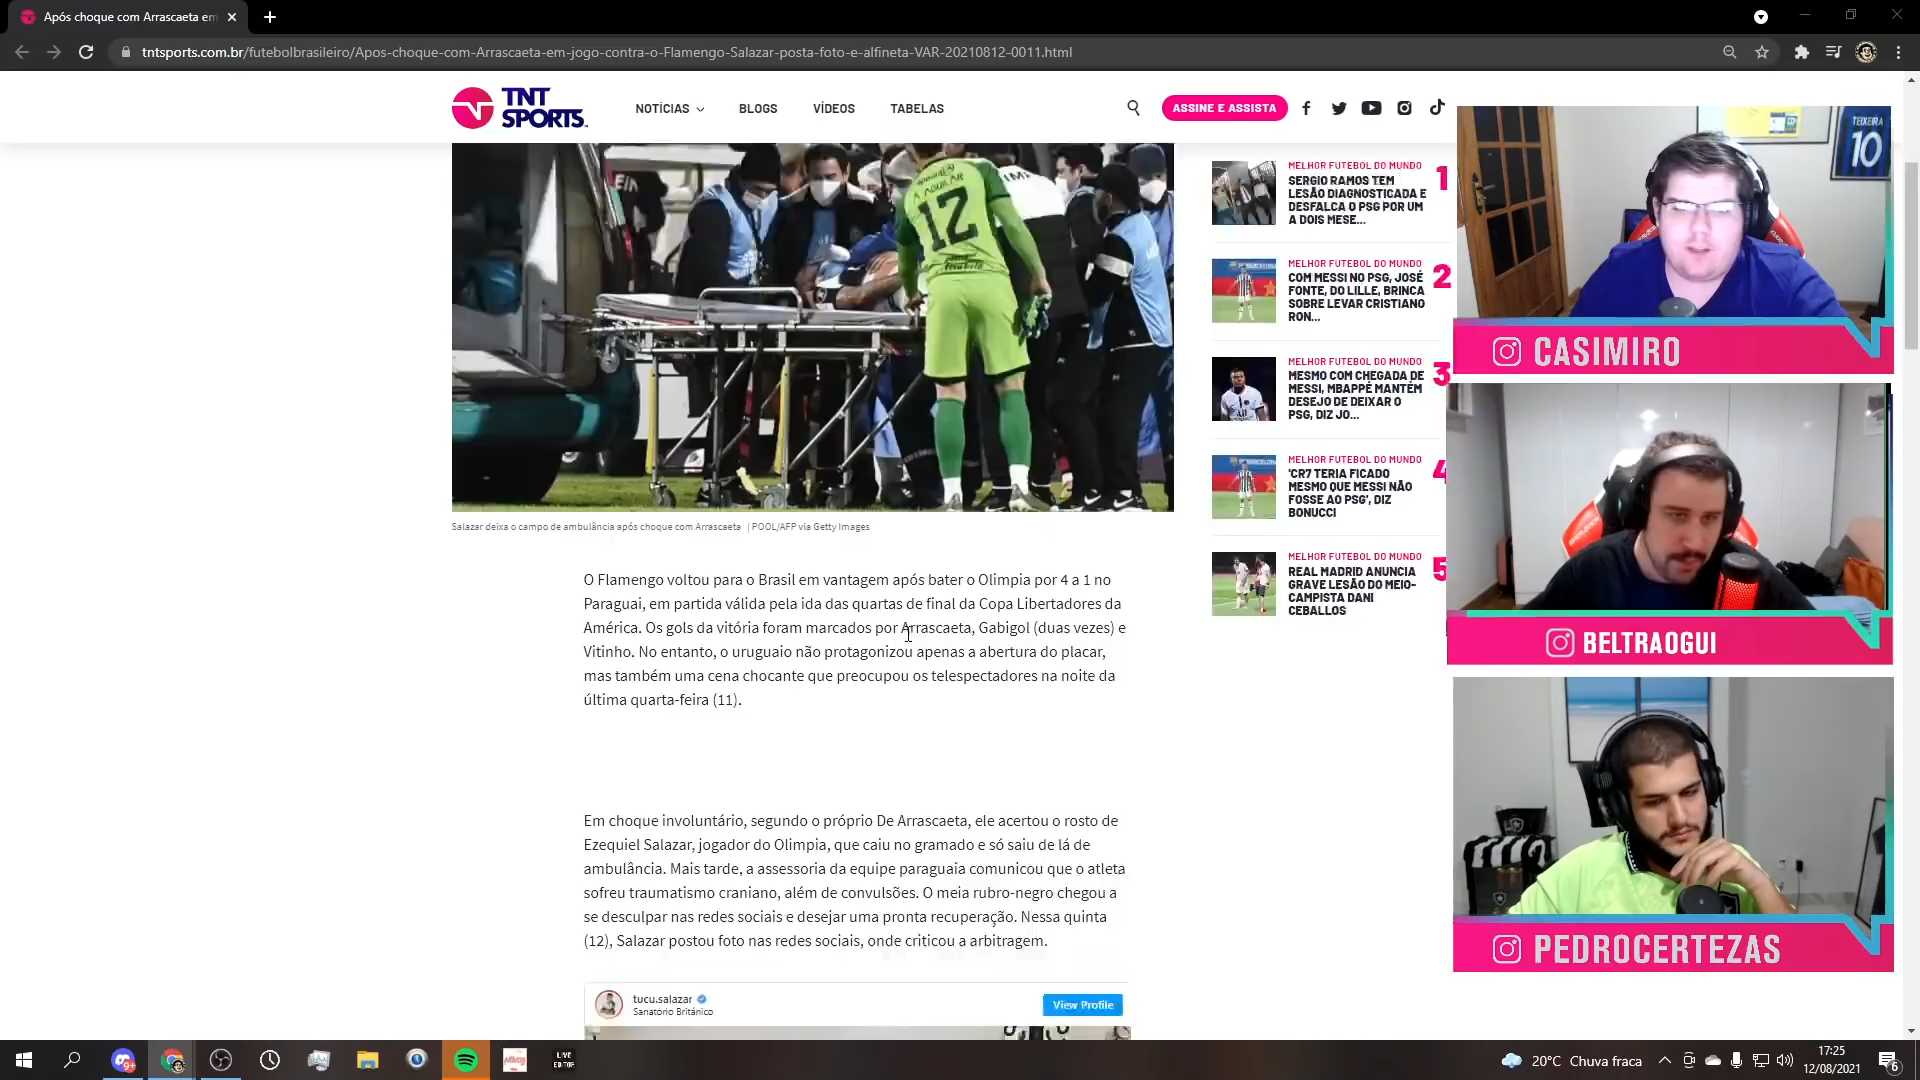 Após choque com Arrascaeta em
tntsports.com.br/futebolbrasileiro/Apos-choque-com-Arrascaeta-em-jogo-contra-o-Flamengo-Salazar-posta-foto-e-alfineta-VAR-20210812-0011.html
TNT
SPORTS
NOTÍCIAS
BLOGS
VÍDEOS
TABELAS
ASSINE E ASSISTA
AGUILAR
12
Salazar deixa o campo de ambulância após choque com Arrascaeta | POOL/AFP via Getty Images
O Flamengo voltou para o Brasil em vantagem após bater o Olimpia por 4 a 1 no
Paraguai, em partida válida pela ida das quartas de final da Copa Libertadores da
América. Os gols da vitória foram marcados por Arrascaeta, Gabigol (duas vezes) e
Vitinho. No entanto, o uruguaio não protagonizou apenas a abertura do placar,
mas também uma cena chocante que preocupou os telespectadores na noite da
última quarta-feira (11).
Em choque involuntário, segundo o próprio De Arrascaeta, ele acertou o rosto de
Ezequiel Salazar, jogador do Olimpia, que caiu no gramado e só saiu de lá de
ambulância. Mais tarde, a assessoria da equipe paraguaia comunicou que o atleta
sofreu traumatismo craniano, além de convulsões. O meia rubro-negro chegou a
se desculpar nas redes sociais e desejar uma pronta recuperação. Nessa quinta
(12), Salazar postou foto nas redes sociais, onde criticou a arbitragem.
tucu.salazar
Sanatorio Británico
View Profile
MELHOR FUTEBOL DO MUNDO
SERGIO RAMOS TEM
LESÃO DIAGNOSTICADA E
DESFALCA O PSG POR UM
A DOIS MESE...
1
MELHOR FUTEBOL DO MUNDO
COM MESSI NO PSG, JOSÉ
FONTE, DO LILLE, BRINCA
SOBRE LEVAR CRISTIANO
RON...
2
MELHOR FUTEBOL DO MUNDO
MESMO COM CHEGADA DE
MESSI, MBAPPÉ MANTÉM
DESEJO DE DEIXAR O
PSG, DIZ JO...
3
MELHOR FUTEBOL DO MUNDO
'CR7 TERIA FICADO
MESMO QUE MESSI NÃO
FOSSE AO PSG', DIZ
BONUCCI
4
MELHOR FUTEBOL DO MUNDO
REAL MADRID ANUNCIA
GRAVE LESÃO DO MEIO-
CAMPISTA DANI
CEBALLOS
5
TEIXEIRA
10
CASIMIRO
BELTRAOGUI
PEDROCERTEZAS
9+
LIVE
EDITOR
20°C Chuva fraca
17:25
12/08/2021
6